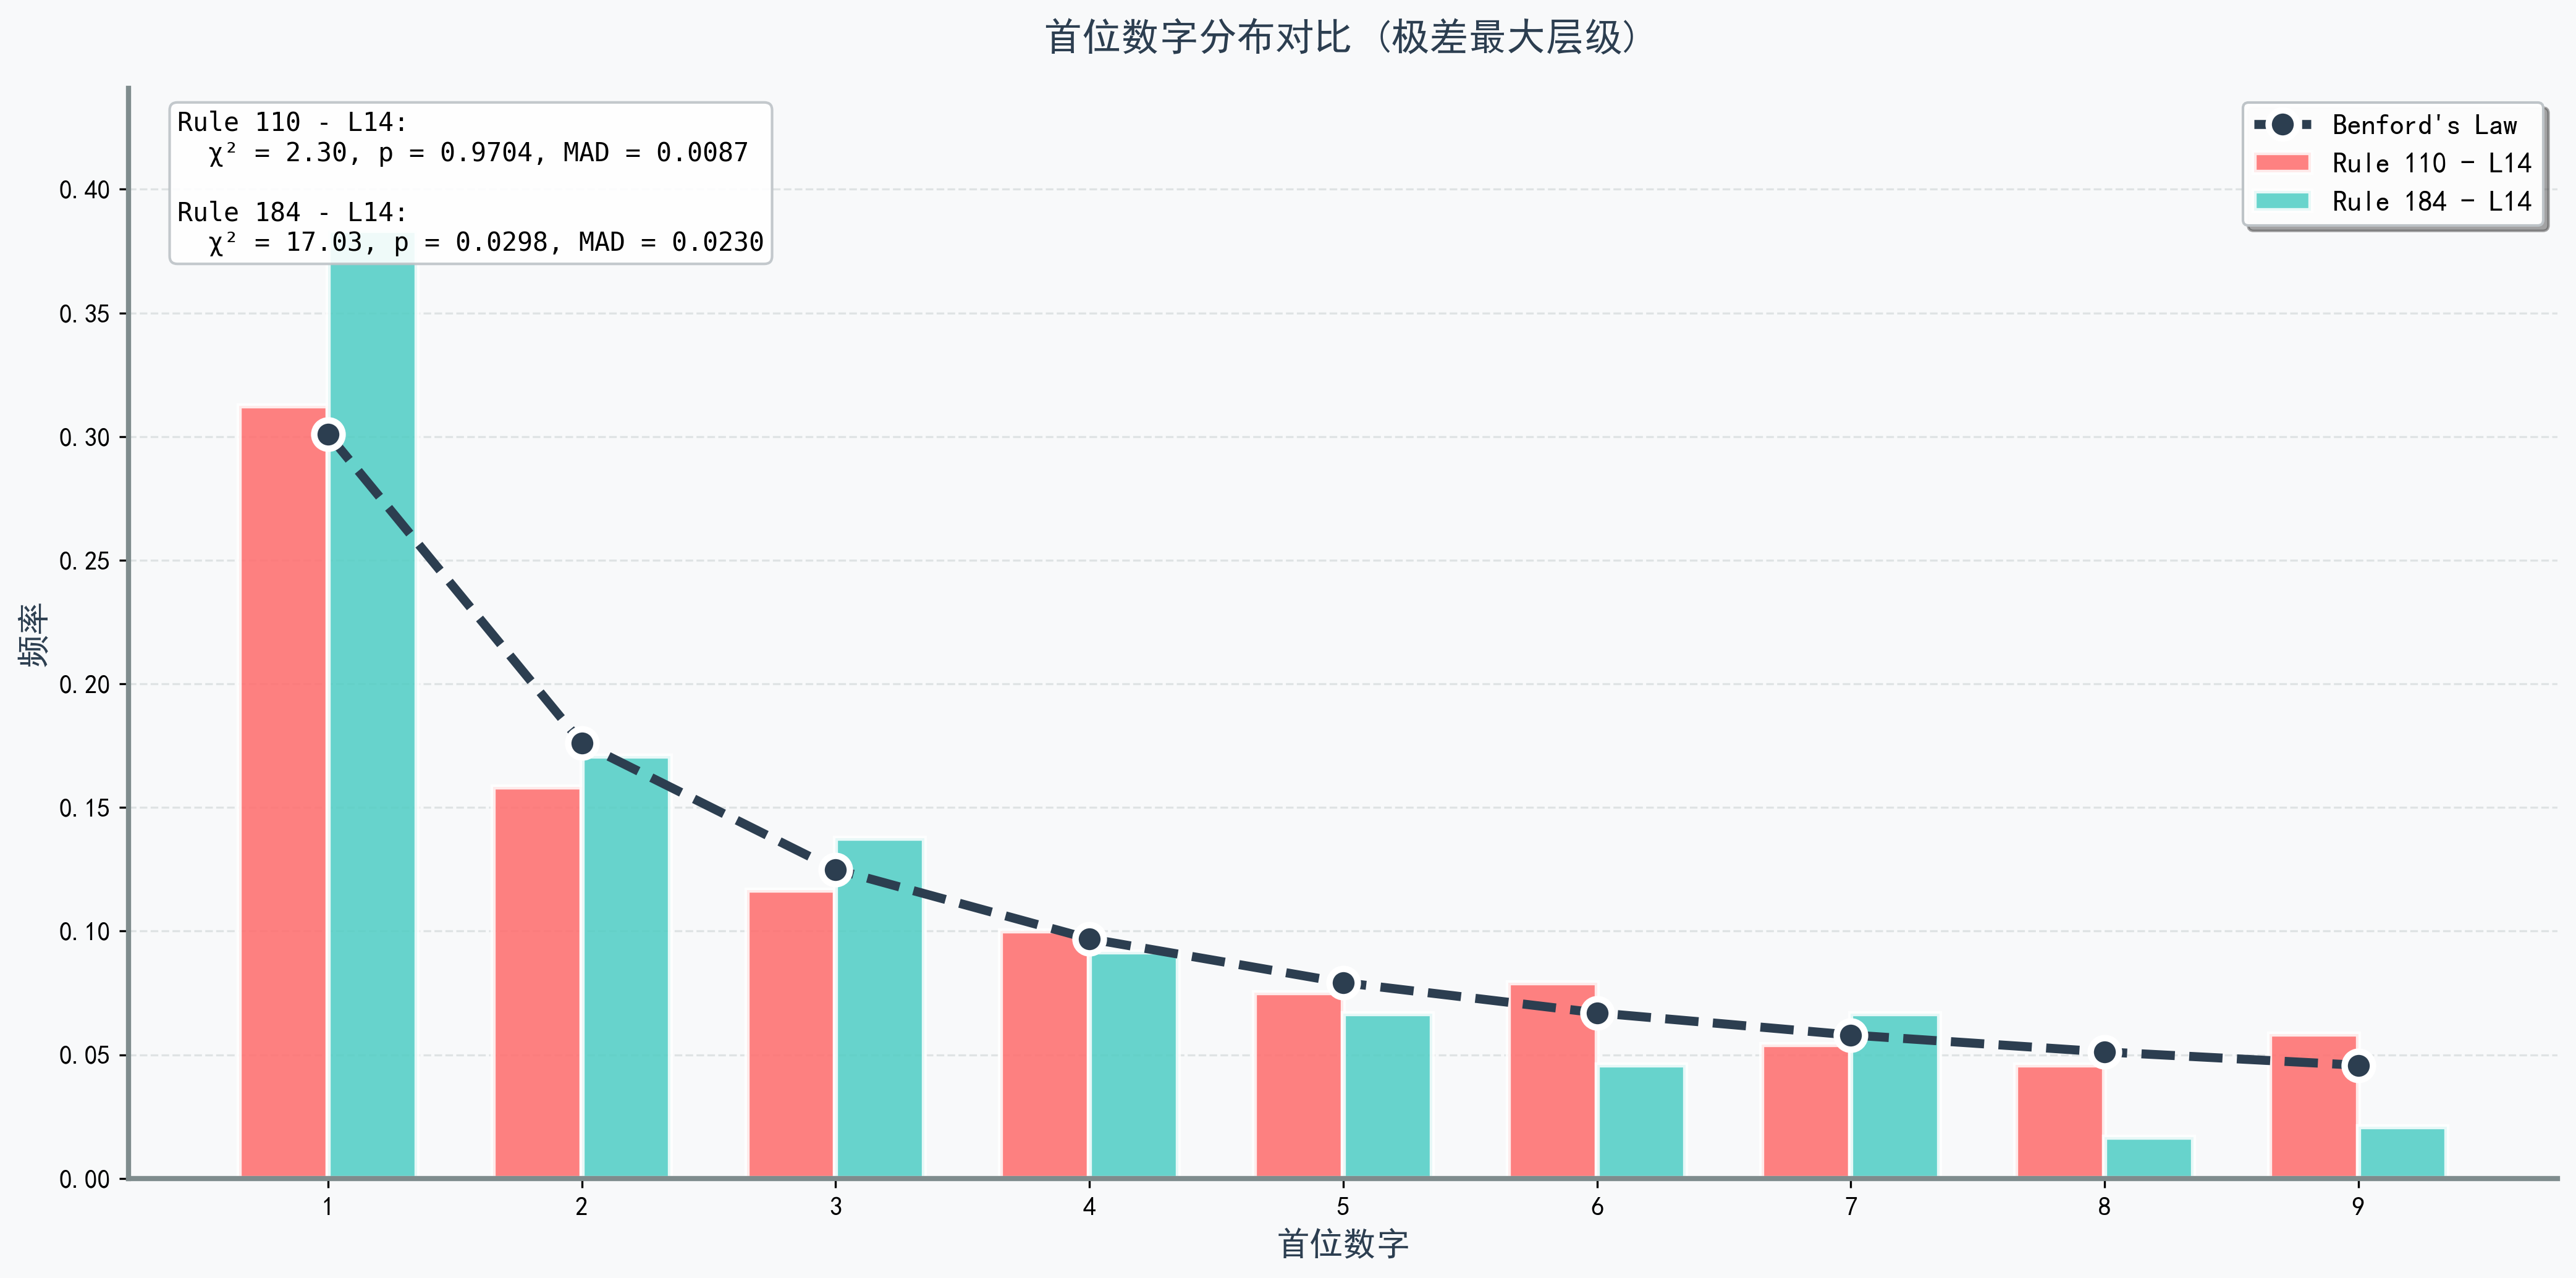 首位数字分布对比 (极差最大层级)
Rule 110 - L14:
χ² = 2.30, p = 0.9704, MAD = 0.0087
Rule 184 - L14:
χ² = 17.03, p = 0.0298, MAD = 0.0230
Benford's Law
Rule 110 - L14
Rule 184 - L14
频率
0.40
0.35
0.30
0.25
0.20
0.15
0.10
0.05
0.00
1 2 3 4 5 6 7 8 9
首位数字